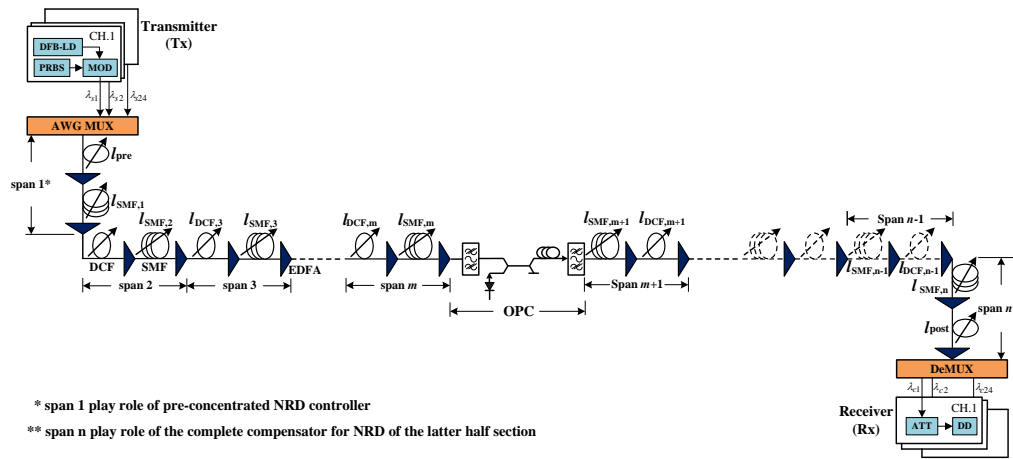 Transmitter
(Tx)
CH.1
DFB-LD
PRBS
MOD
λs1
λs2
λs24
AWG MUX
lpre
span 1*
lSMF,1
lSMF,2
lDCF,3
lSMF,3
DCF
SMF
EDFA
span 2
span 3
lDCF,m
lSMF,m
span m
OPC
lSMF,m+1
lDCF,m+1
Span m+1
Span n-1
lSMF,n-1
lDCF,n-1
lSMF,n
span n
lpost
DeMUX
λc1
λc2
λc24
Receiver
(Rx)
CH.1
ATT
DD
* span 1 play role of pre-concentrated NRD controller
** span n play role of the complete compensator for NRD of the latter half section